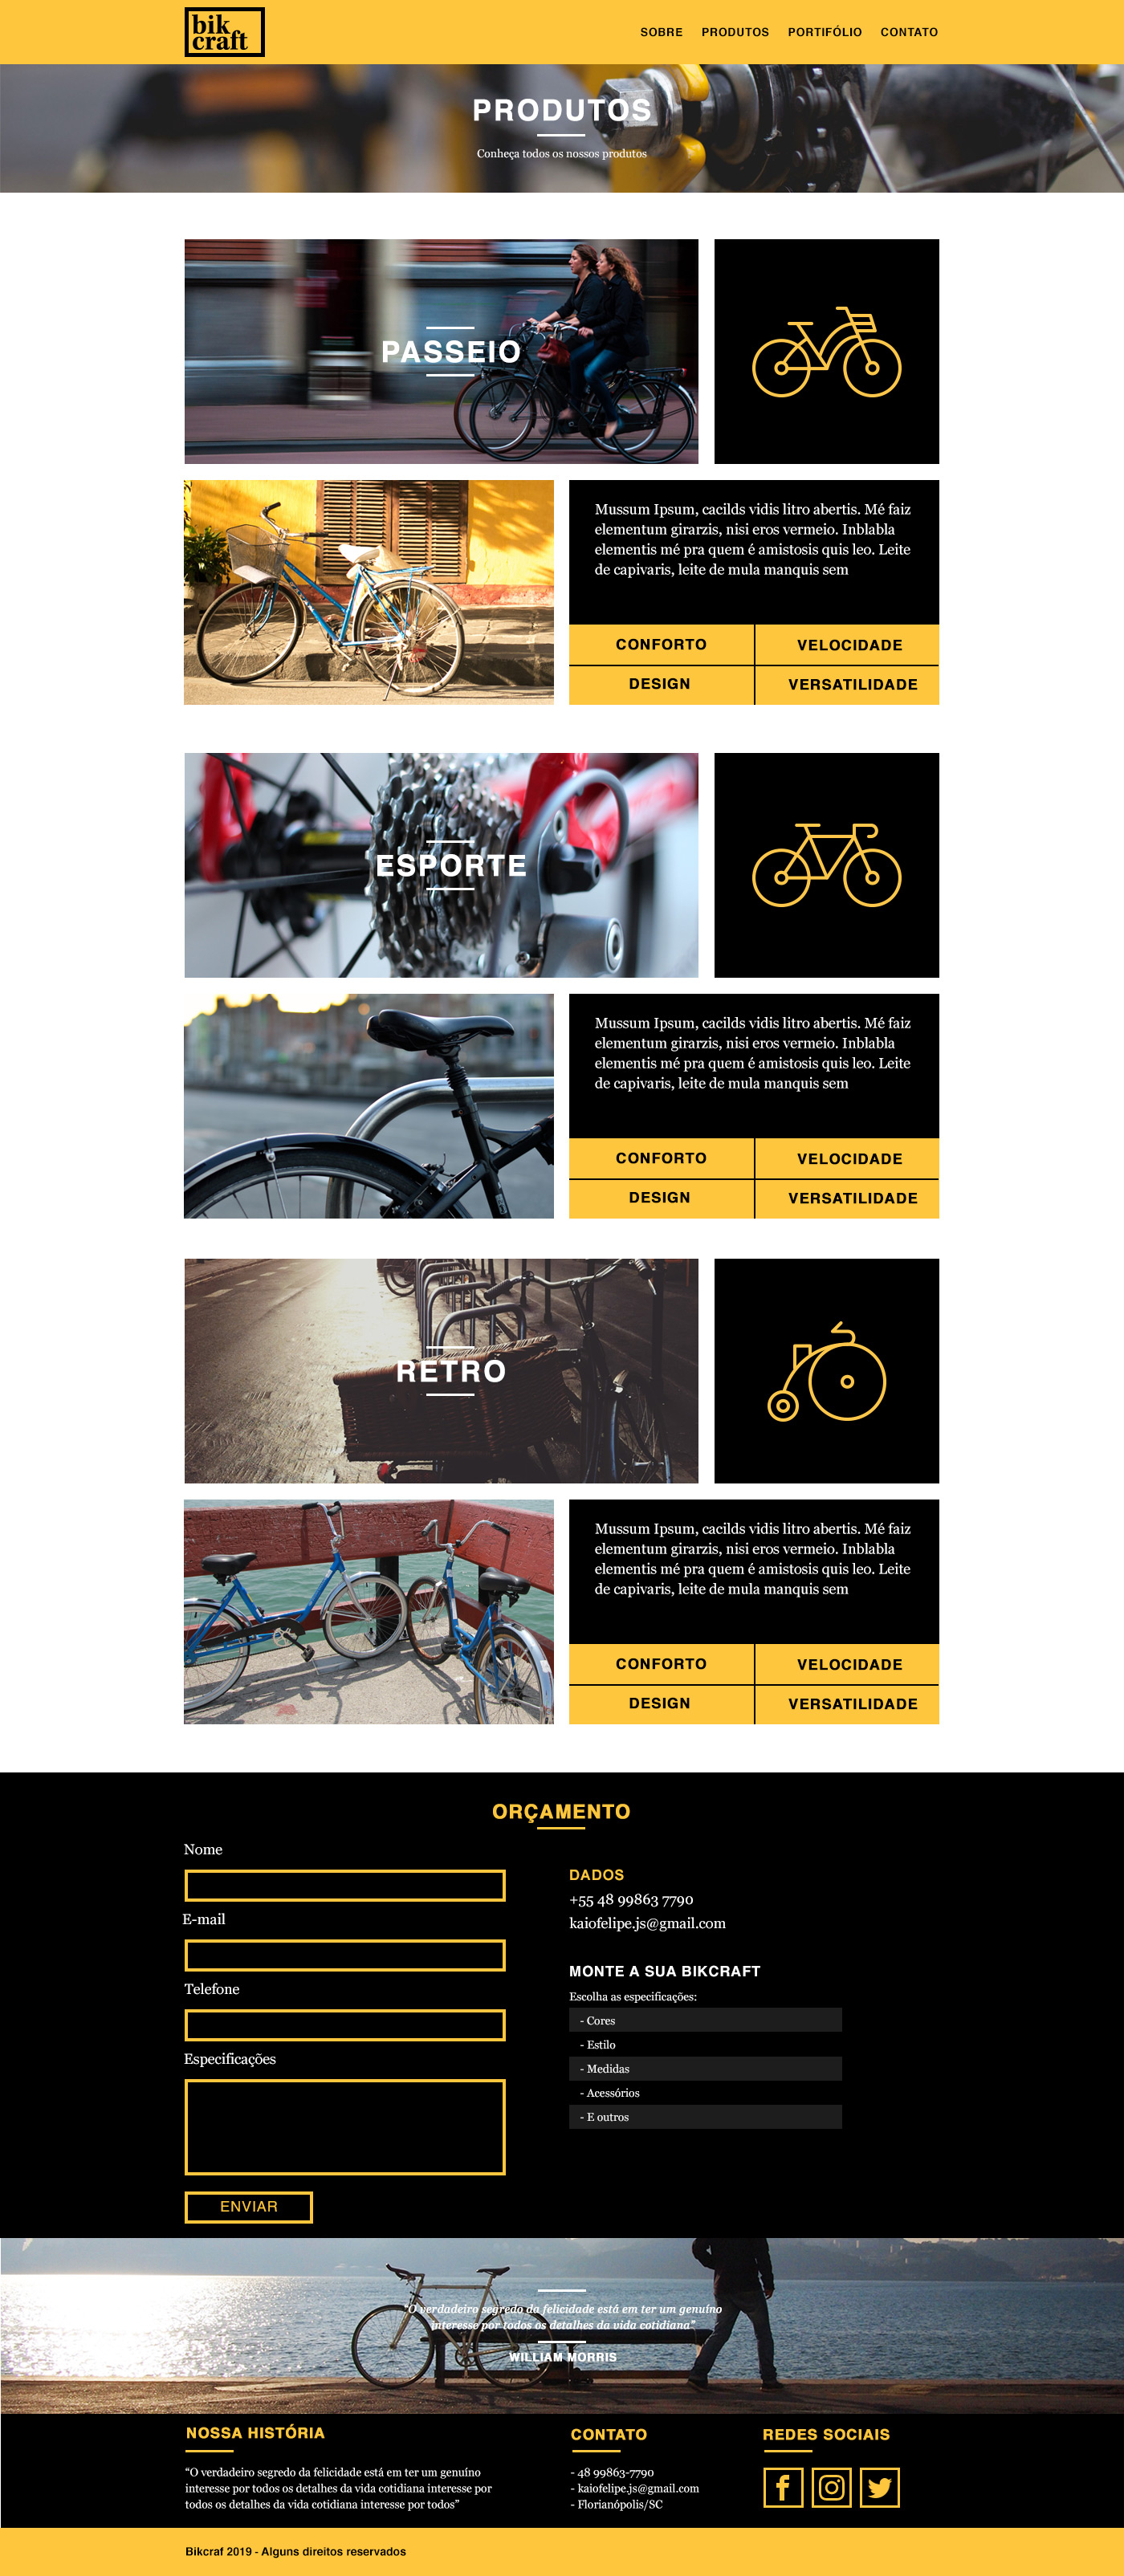 bik
craft
SOBRE PRODUTOS PORTIFÓLIO CONTATO
PRODUTOS
Conheça todos os nossos produtos
PASSEIO
Mussum Ipsum, cacilds vidis litro abertis. Mé faiz
elementum girarzis, nisi eros vermeio. Inblabla
elementis mé pra quem é amistosis quis leo. Leite
de capivaris, leite de mula manquis sem
CONFORTO VELOCIDADE
DESIGN VERSATILIDADE
ESPORTE
Mussum Ipsum, cacilds vidis litro abertis. Mé faiz
elementum girarzis, nisi eros vermeio. Inblabla
elementis mé pra quem é amistosis quis leo. Leite
de capivaris, leite de mula manquis sem
CONFORTO VELOCIDADE
DESIGN VERSATILIDADE
RETRO
Mussum Ipsum, cacilds vidis litro abertis. Mé faiz
elementum girarzis, nisi eros vermeio. Inblabla
elementis mé pra quem é amistosis quis leo. Leite
de capivaris, leite de mula manquis sem
CONFORTO VELOCIDADE
DESIGN VERSATILIDADE
ORÇAMENTO
Nome
E-mail
Telefone
Especificações
ENVIAR
DADOS
+55 48 99863 7790
kaiofelipe.js@gmail.com
MONTE A SUA BIKCRAFT
Escolha as especificações:
- Cores
- Estilo
- Medidas
- Acessórios
- E outros
"O verdadeiro segredo da felicidade está em ter um genuíno
interesse por todos os detalhes da vida cotidiana"
WILLIAM MORRIS
NOSSA HISTÓRIA
“O verdadeiro segredo da felicidade está em ter um genuíno
interesse por todos os detalhes da vida cotidiana interesse por
todos os detalhes da vida cotidiana interesse por todos”
CONTATO
- 48 99863-7790
- kaiofelipe.js@gmail.com
- Florianópolis/SC
REDES SOCIAIS
Bikcraf 2019 - Alguns direitos reservados